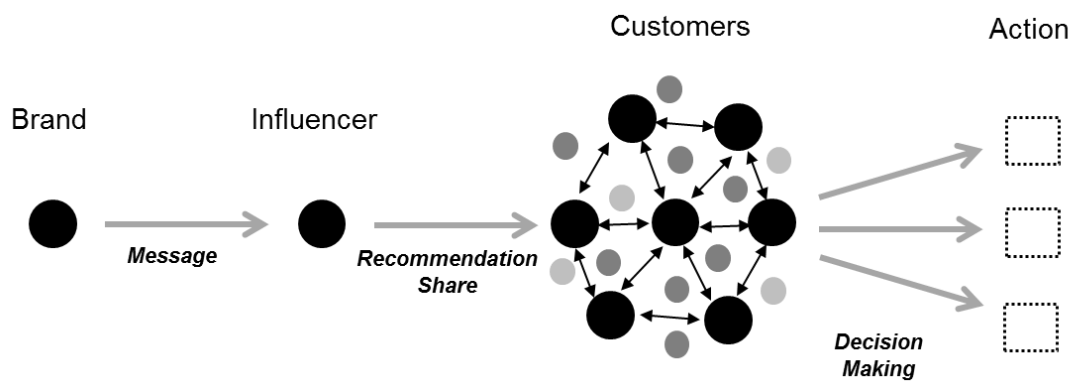 Customers
Action
Brand
Influencer
Message
Recommendation
Share
Decision
Making